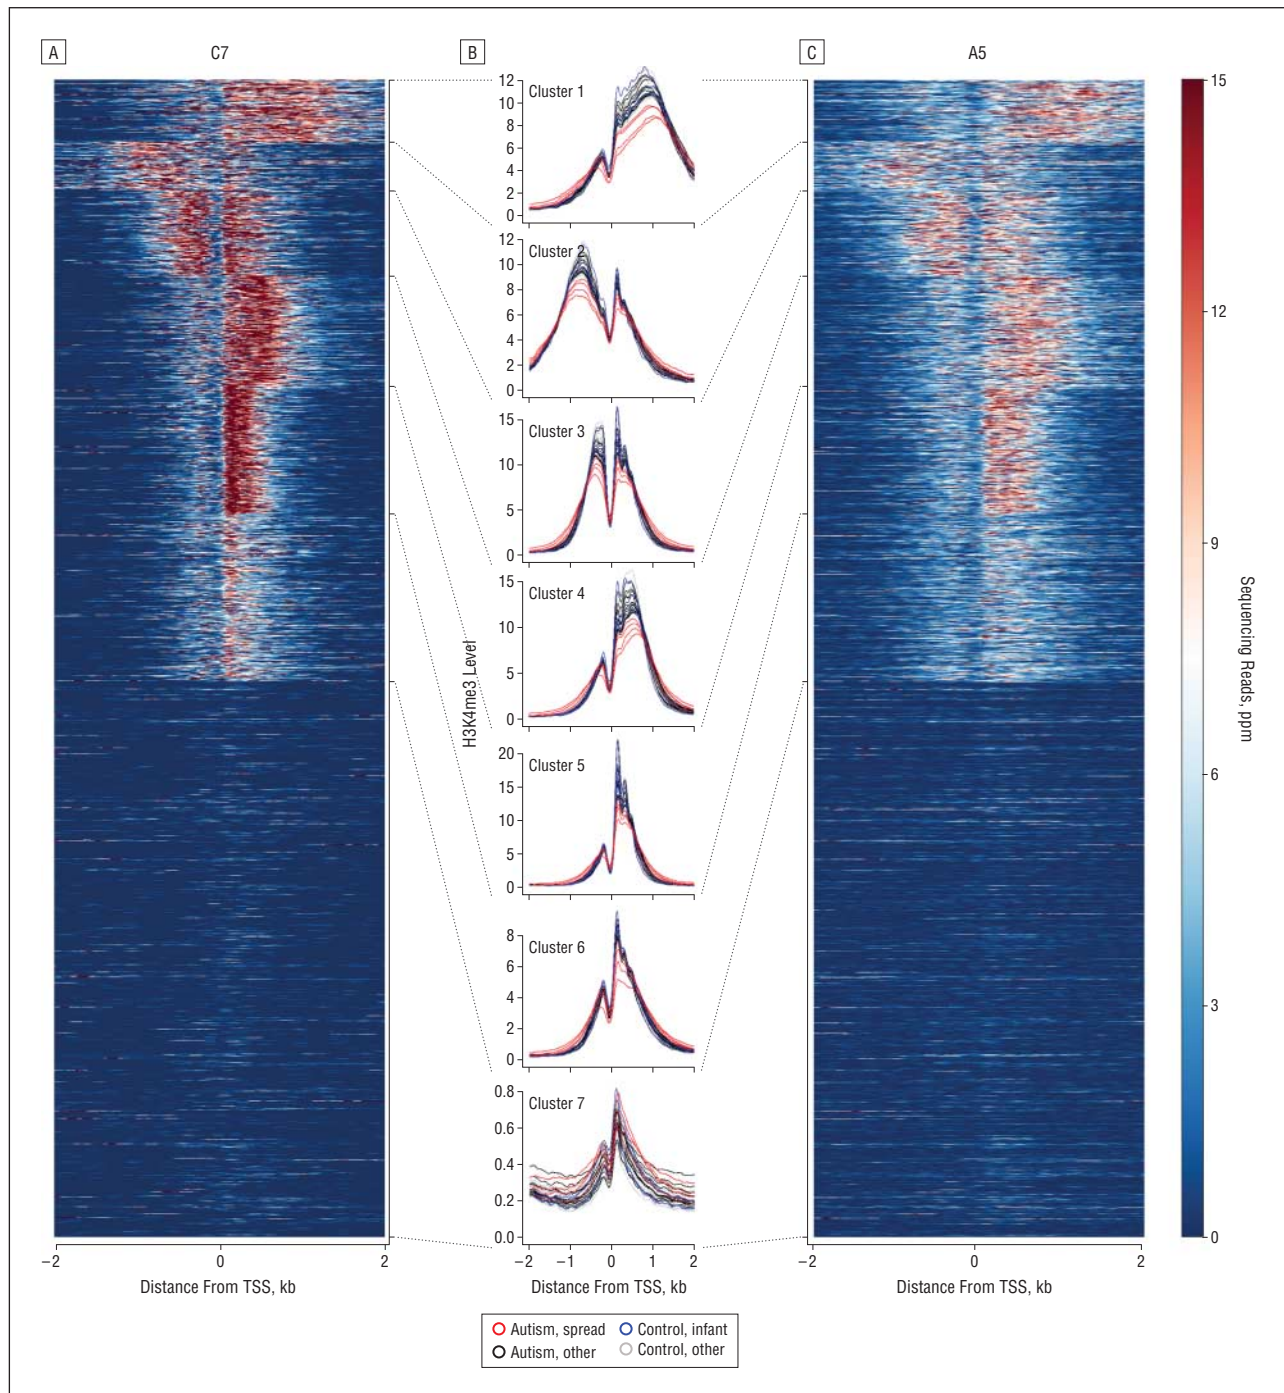 A
C7
B
C
A5
Cluster 1
12
10
8
6
4
2
0
Cluster 2
12
10
8
6
4
2
0
Cluster 3
15
10
5
0
Cluster 4
15
10
5
0
H3K4me3 Level
Cluster 5
20
15
10
5
0
Cluster 6
8
6
4
2
0
Cluster 7
0.8
0.6
0.4
0.2
0.0
15
12
9
6
3
0
Sequencing Reads, ppm
−2 0 2
Distance From TSS, kb
−2 −1 0 1 2
Distance From TSS, kb
−2 0 2
Distance From TSS, kb
Autism, spread Control, infant
Autism, other Control, other